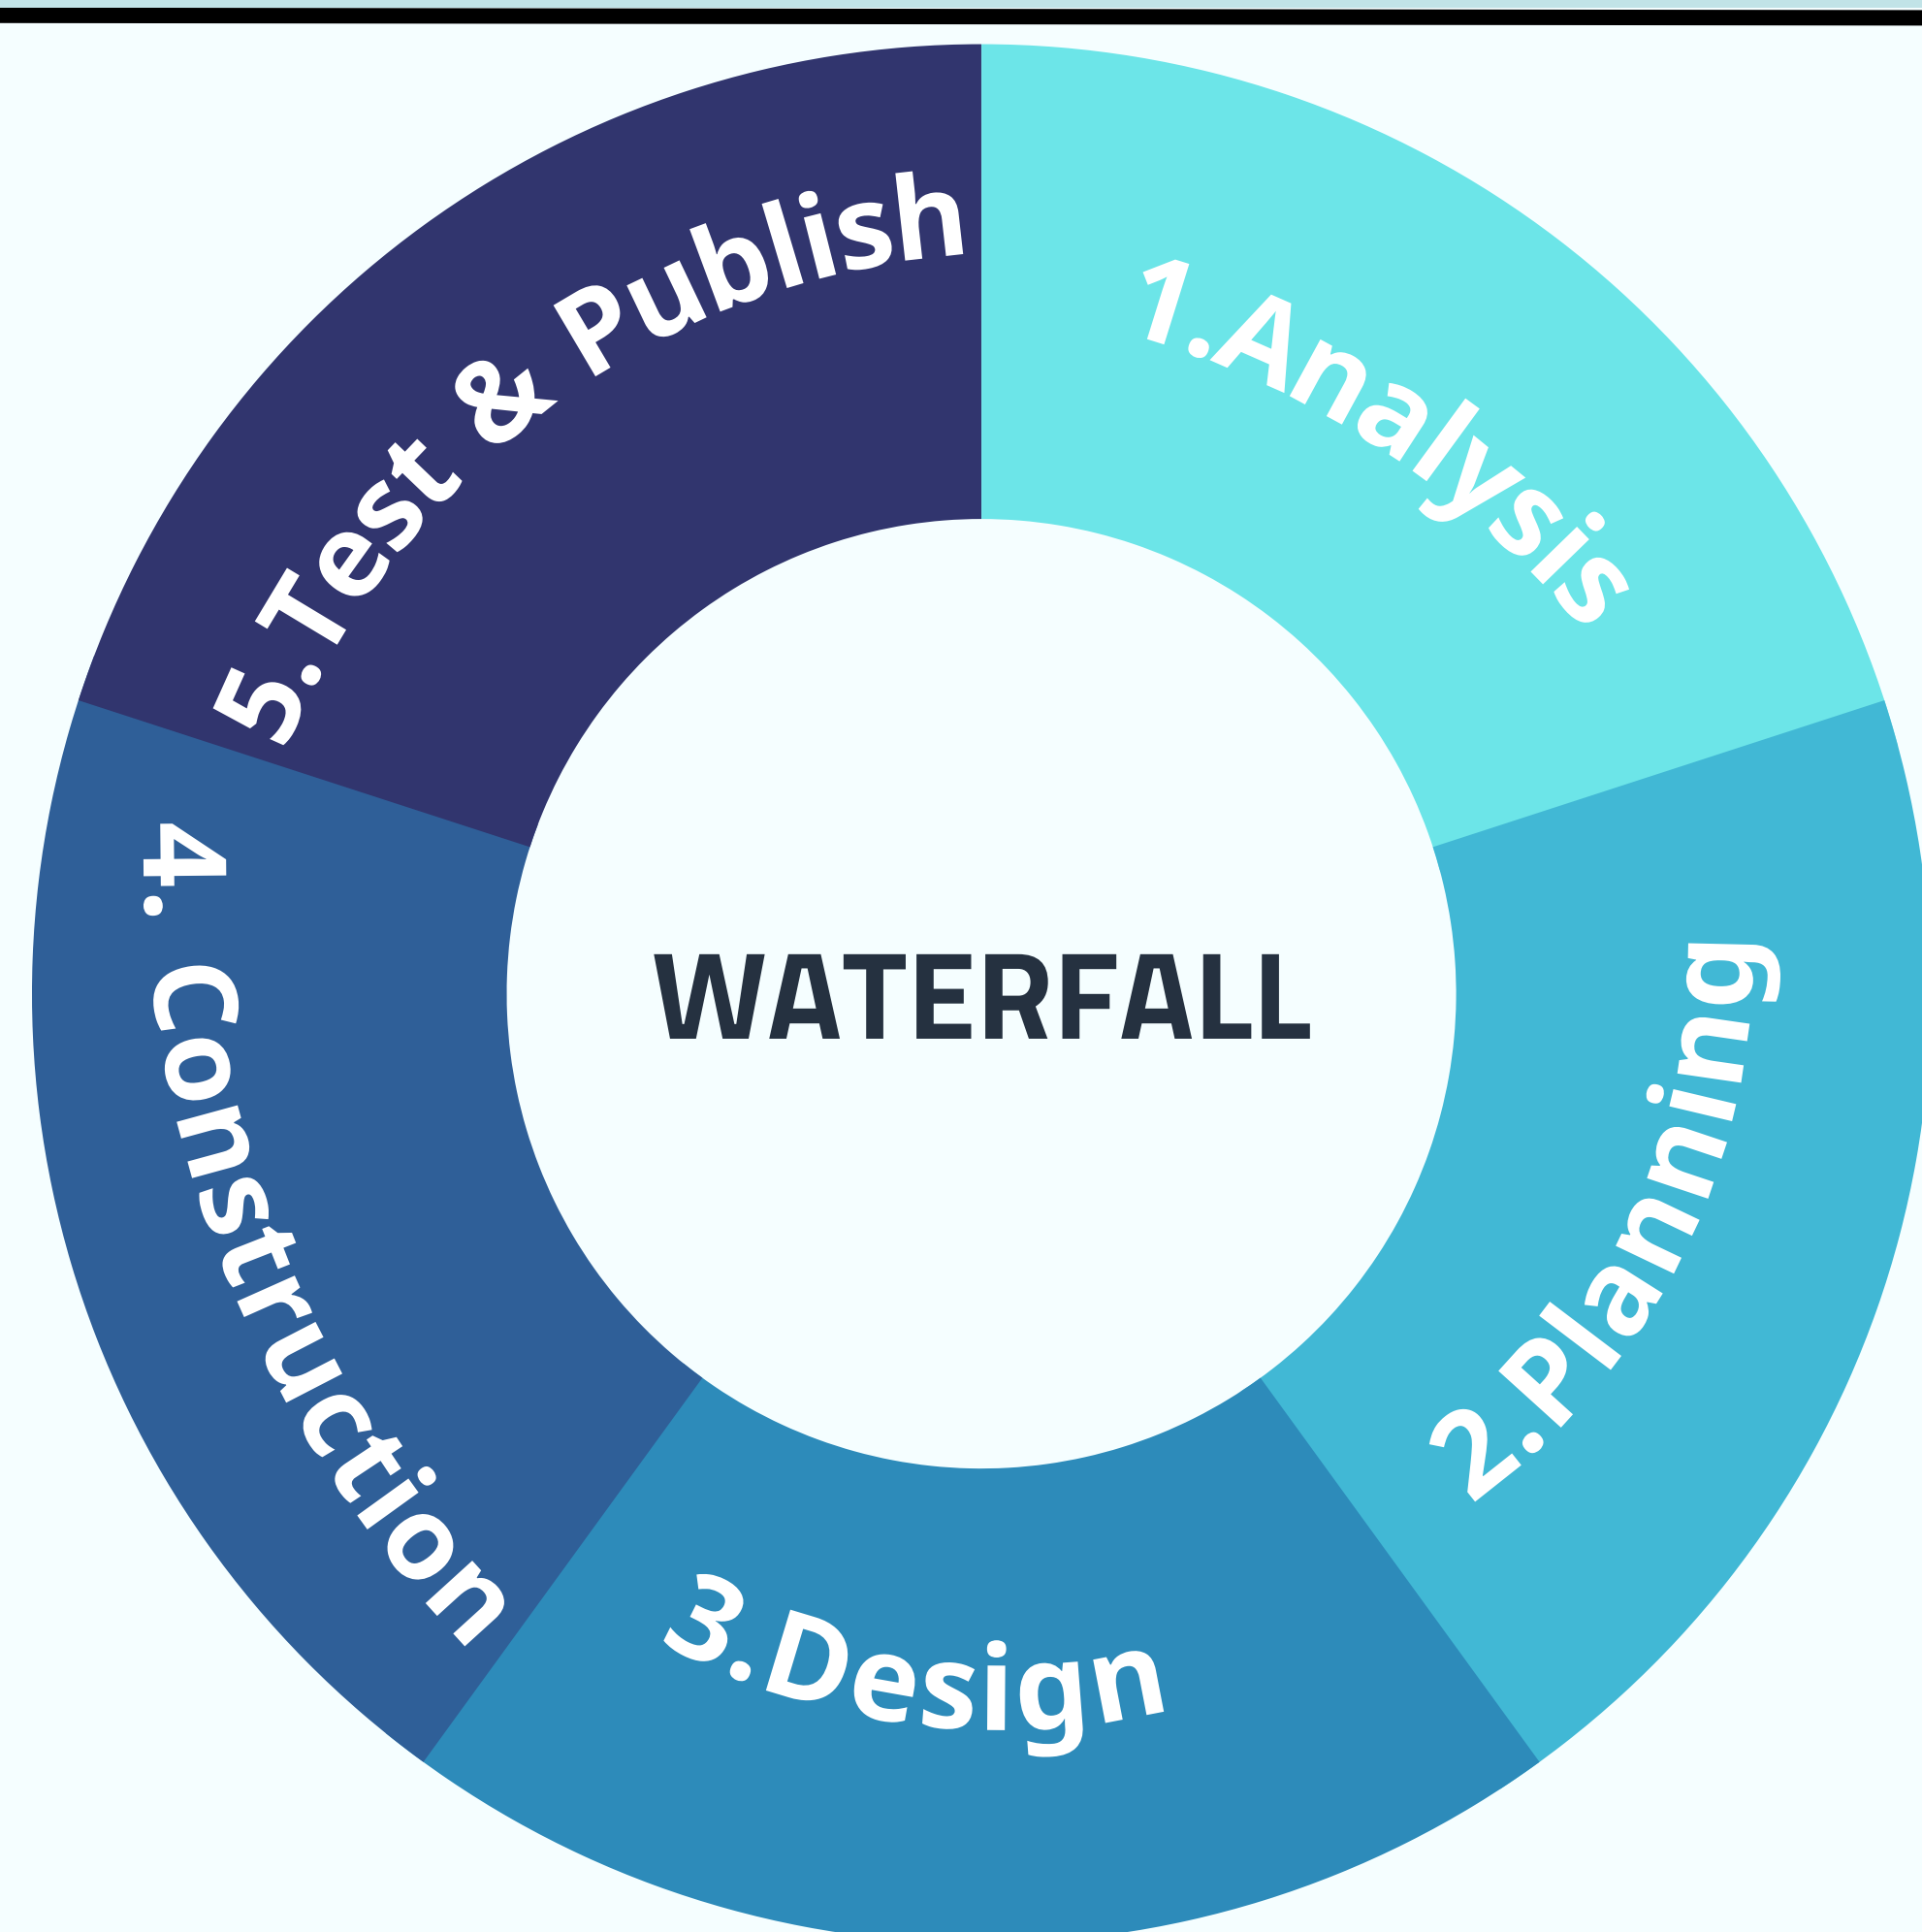 1.Analysis
2.Planning
3.Design
4. Construction
5.Test & Publish
WATERFALL